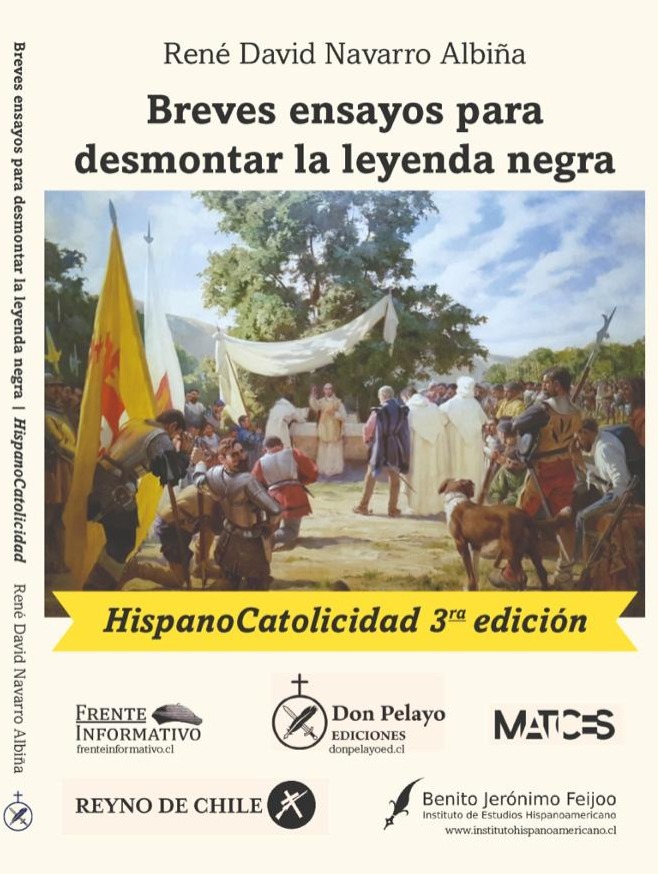 Breves ensayos para desmontar la leyenda negra | HispanoCatolicidad René David Navarro Albiña
René David Navarro Albiña
Breves ensayos para
desmontar la leyenda negra
HispanoCatolicidad 3ra edición
FRENTE
INFORMATIVO
frenteinformativo.cl
Don Pelayo
EDICIONES
donpelayoed.cl
MATICES
REYNO DE CHILE
Benito Jerónimo Feijoo
Instituto de Estudios Hispanoamericano
www.institutohispanoamericano.cl